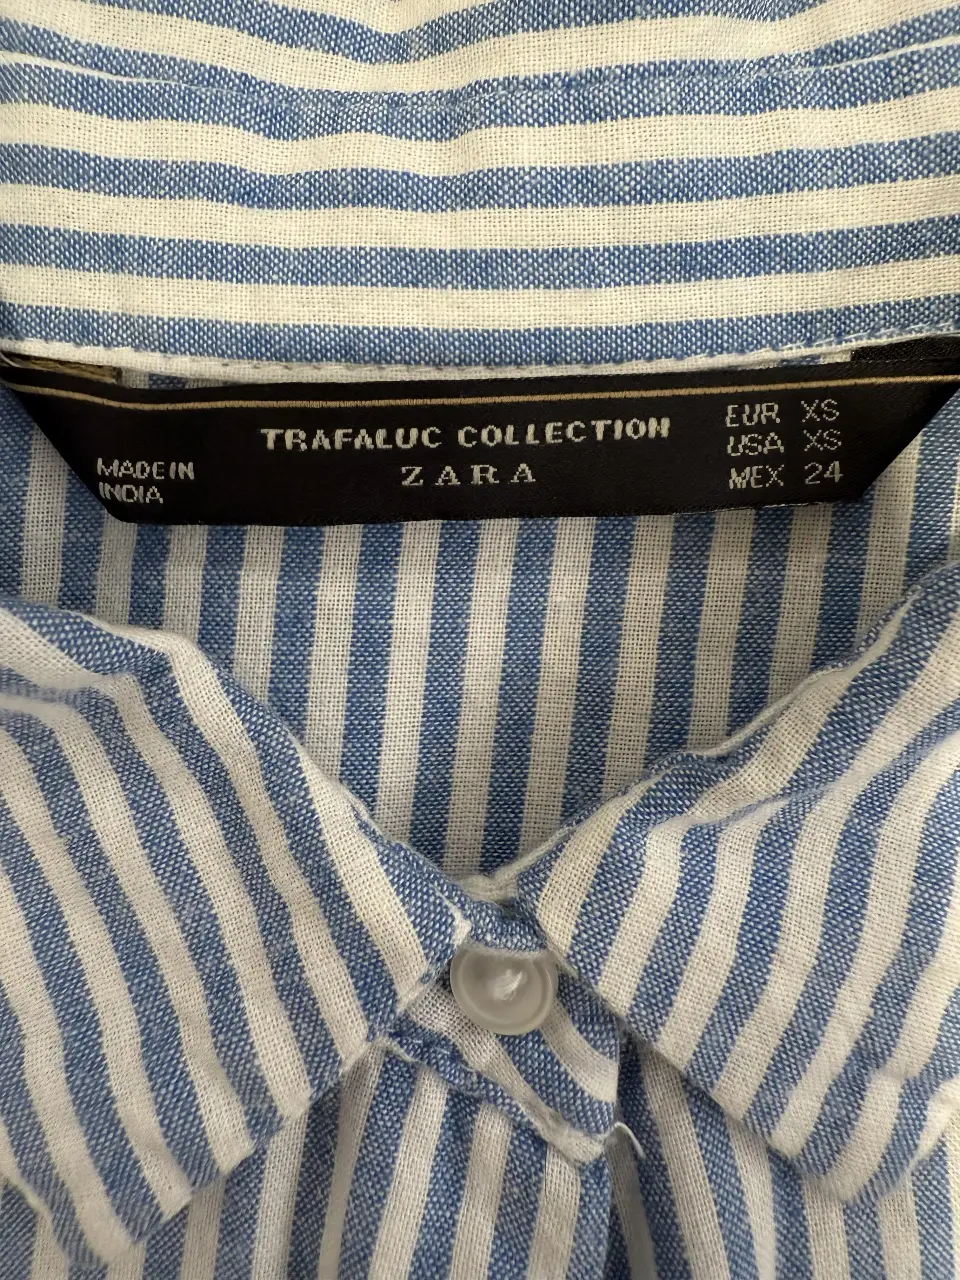 TRAFALUC COLLECTION
ZARA
MADE IN
INDIA
EUR XS
USA XS
MEX 24